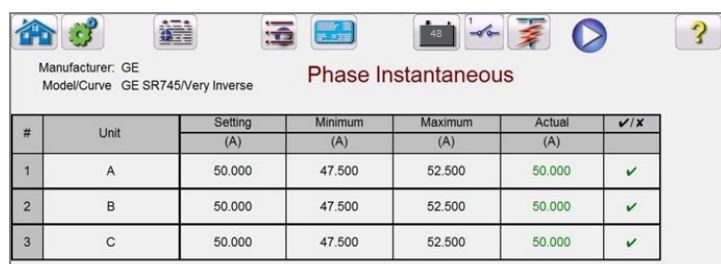 48
1
?
Manufacturer: GE
Model/Curve GE SR745/Very Inverse
Phase Instantaneous
# Unit Setting Minimum Maximum Actual ✔/✘
(A) (A) (A) (A)
1 A 50.000 47.500 52.500 50.000 ✔
2 B 50.000 47.500 52.500 50.000 ✔
3 C 50.000 47.500 52.500 50.000 ✔